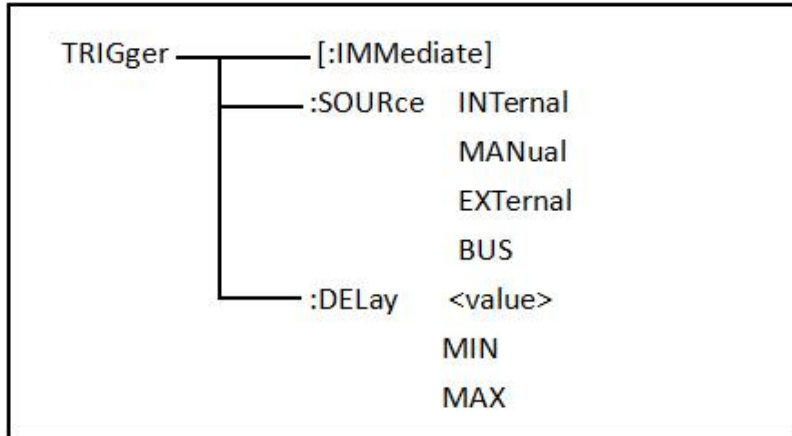 TRIGger [:IMMediate]
:SOURce INTernal
MANual
EXTernal
BUS
:DELay <value>
MIN
MAX